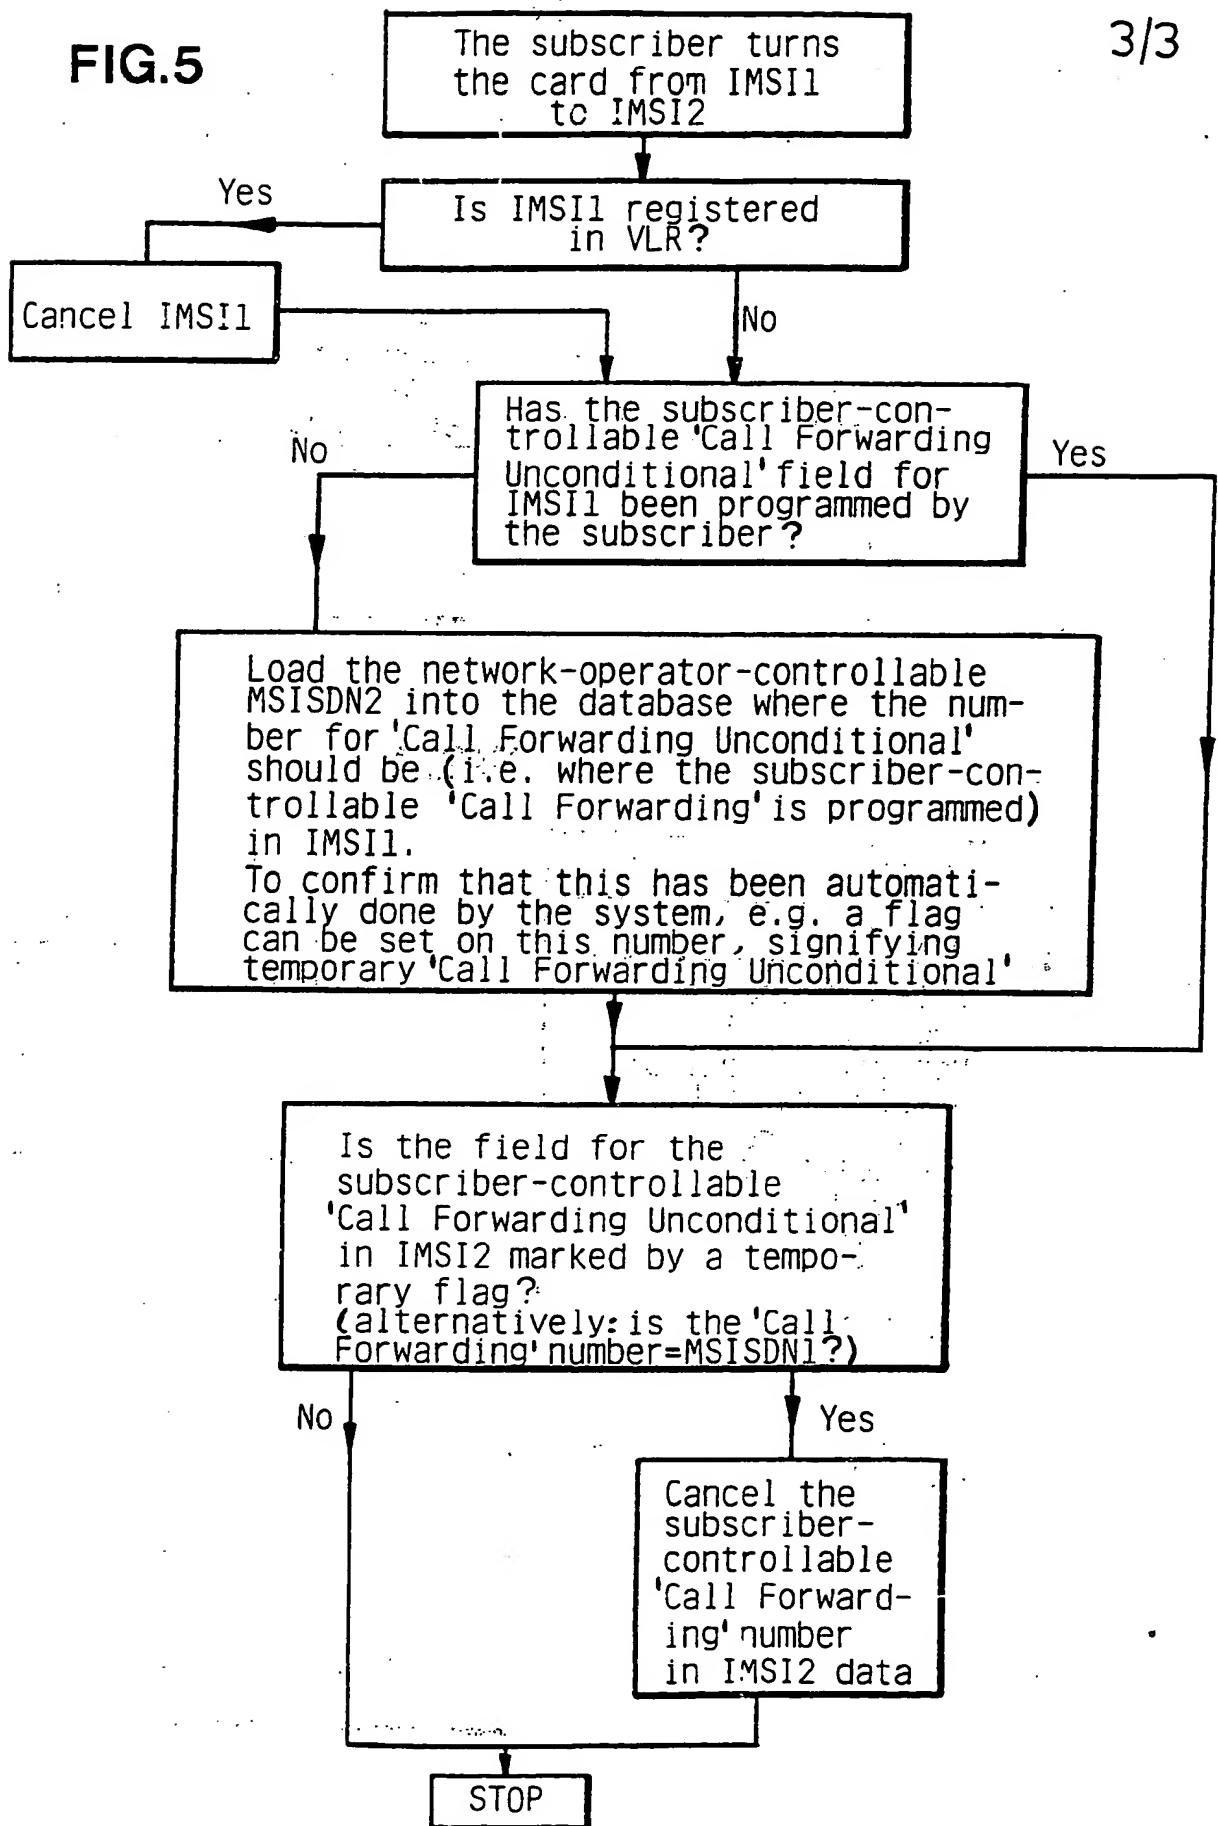 FIG.5
3/3
The subscriber turns
the card from IMSI1
to IMSI2
Yes
Is IMSI1 registered
in VLR?
Cancel IMSI1
No
Has the subscriber-con-
trollable 'Call Forwarding
Unconditional' field for
IMSI1 been programmed by
the subscriber?
No
Yes
Load the network-operator-controllable
MSISDN2 into the database where the num-
ber for 'Call Forwarding Unconditional'
should be (i.e. where the subscriber-con-
trollable 'Call Forwarding' is programmed)
in IMSI1.
To confirm that this has been automati-
cally done by the system, e.g. a flag
can be set on this number, signifying
temporary 'Call Forwarding Unconditional'
Is the field for the
subscriber-controllable
'Call Forwarding Unconditional'
in IMSI2 marked by a tempo-
rary flag?
(alternatively: is the 'Call
Forwarding' number=MSISDN1?)
No
Yes
Cancel the
subscriber-
controllable
'Call Forward-
ing' number
in IMSI2 data
STOP